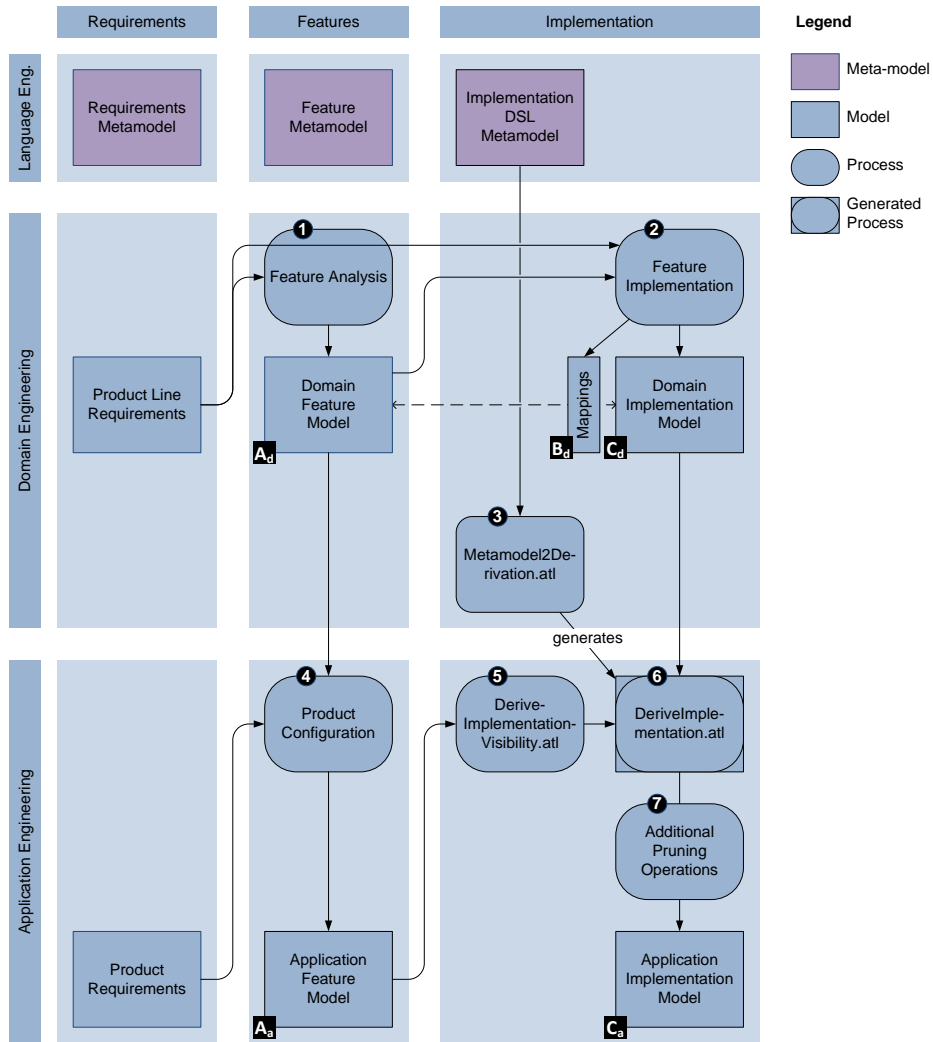 Requirements
Features
Implementation
Legend
Meta-model
Model
Process
Generated
Process
Language Eng.
Requirements
Metamodel
Feature
Metamodel
Implementation
DSL
Metamodel
Domain Engineering
1
Feature Analysis
2
Feature
Implementation
Product Line
Requirements
Domain
Feature
Model
Ad
Mappings
Bd
Domain
Implementation
Model
Cd
3
Metamodel2De-
rivation.atl
generates
Application Engineering
4
Product
Configuration
5
Derive-
Implementation-
Visibility.atl
6
DeriveImple-
mentation.atl
7
Additional
Pruning
Operations
Product
Requirements
Application
Feature
Model
Aa
Application
Implementation
Model
Ca